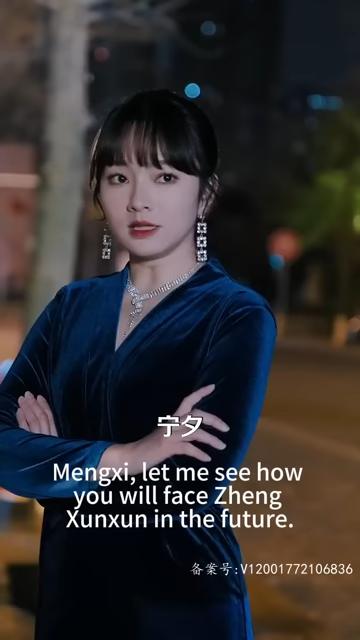 宁夕
Mengxi, let me see how
you will face Zheng
Xunxun in the future.
备案号:V12001772106836